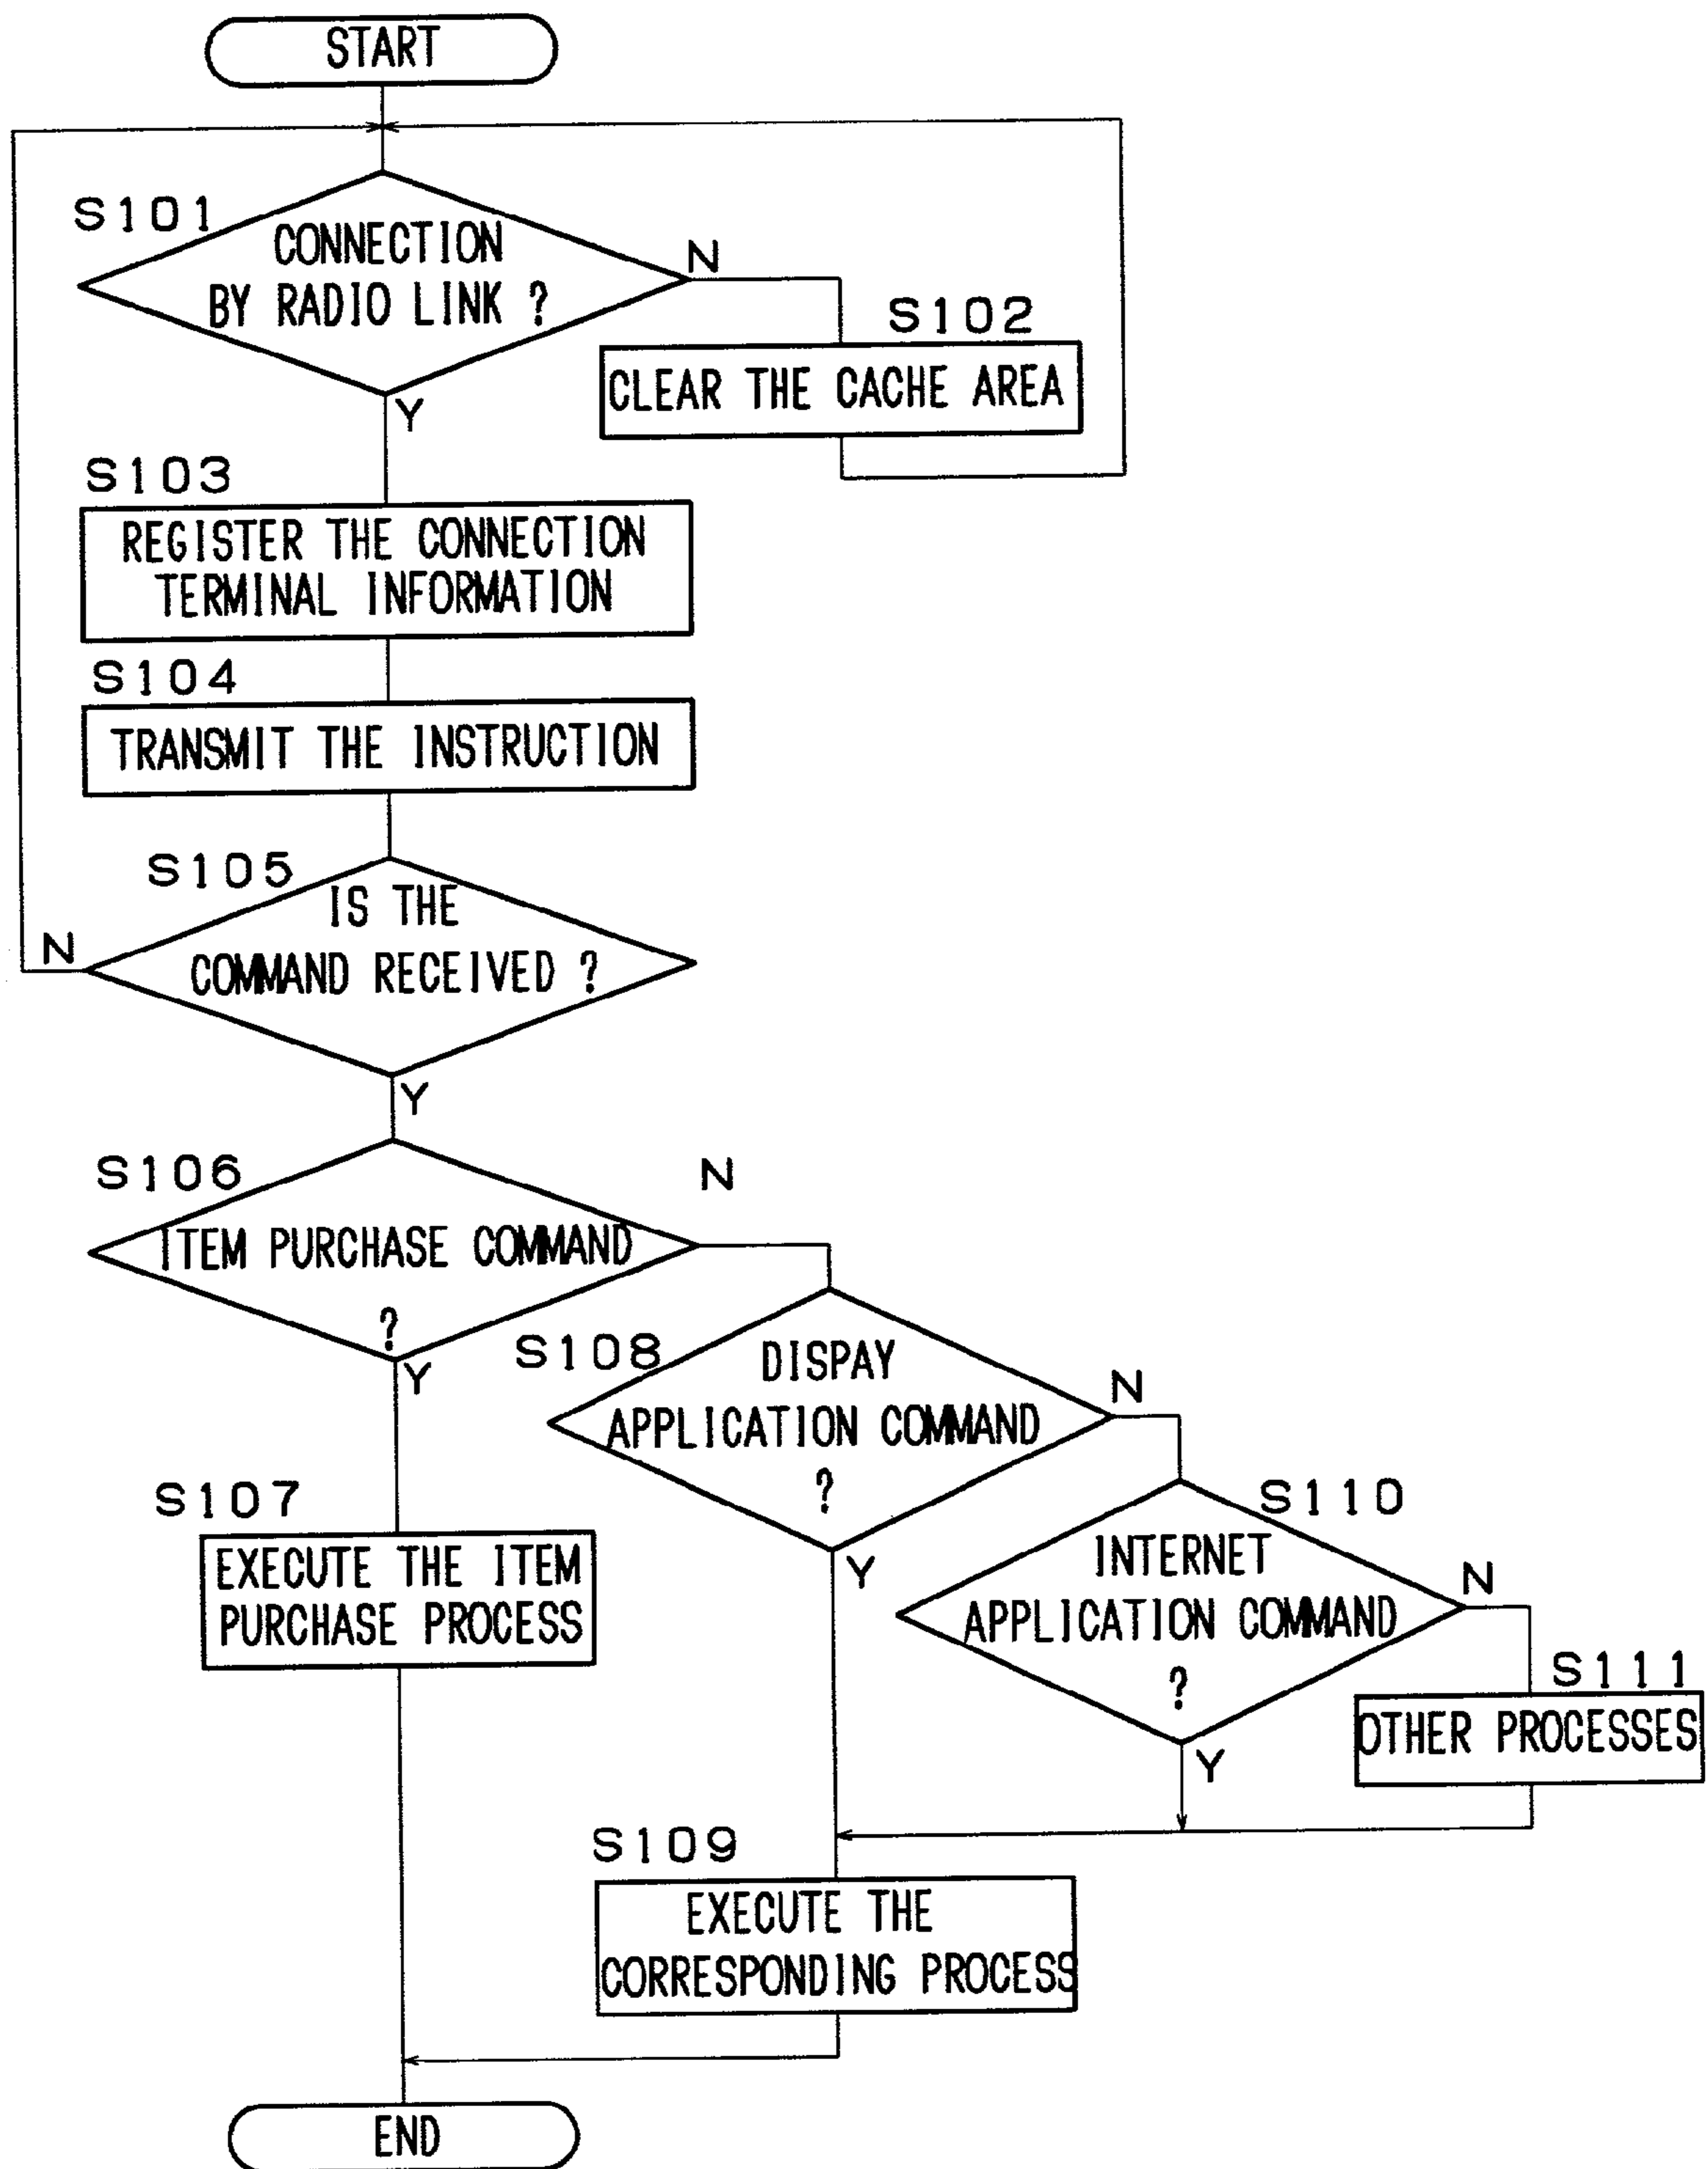 START
S101
CONNECTION
BY RADIO LINK ?
N
S102
CLEAR THE CACHE AREA
Y
S103
REGISTER THE CONNECTION
TERMINAL INFORMATION
S104
TRANSMIT THE INSTRUCTION
S105
IS THE
COMMAND RECEIVED ?
N
Y
S106
N
ITEM PURCHASE COMMAND
?
Y
S108
DISPAY
APPLICATION COMMAND
?
N
Y
S107
EXECUTE THE ITEM
PURCHASE PROCESS
S110
INTERNET
APPLICATION COMMAND
?
N
Y
S111
OTHER PROCESSES
S109
EXECUTE THE
CORRESPONDING PROCESS
END